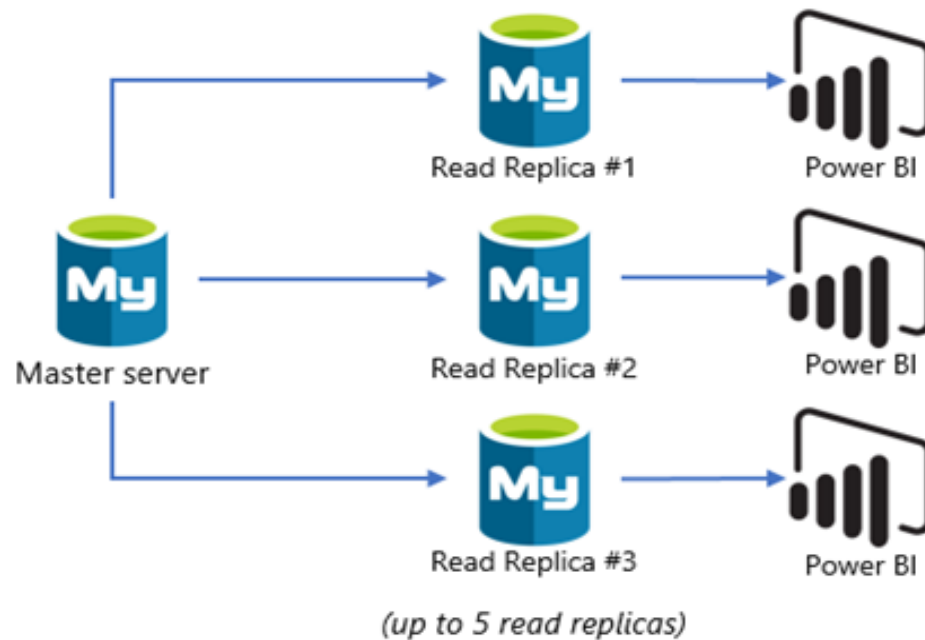 My
Read Replica #1
Power BI
My
Master server
My
Read Replica #2
Power BI
My
Read Replica #3
Power BI
(up to 5 read replicas)